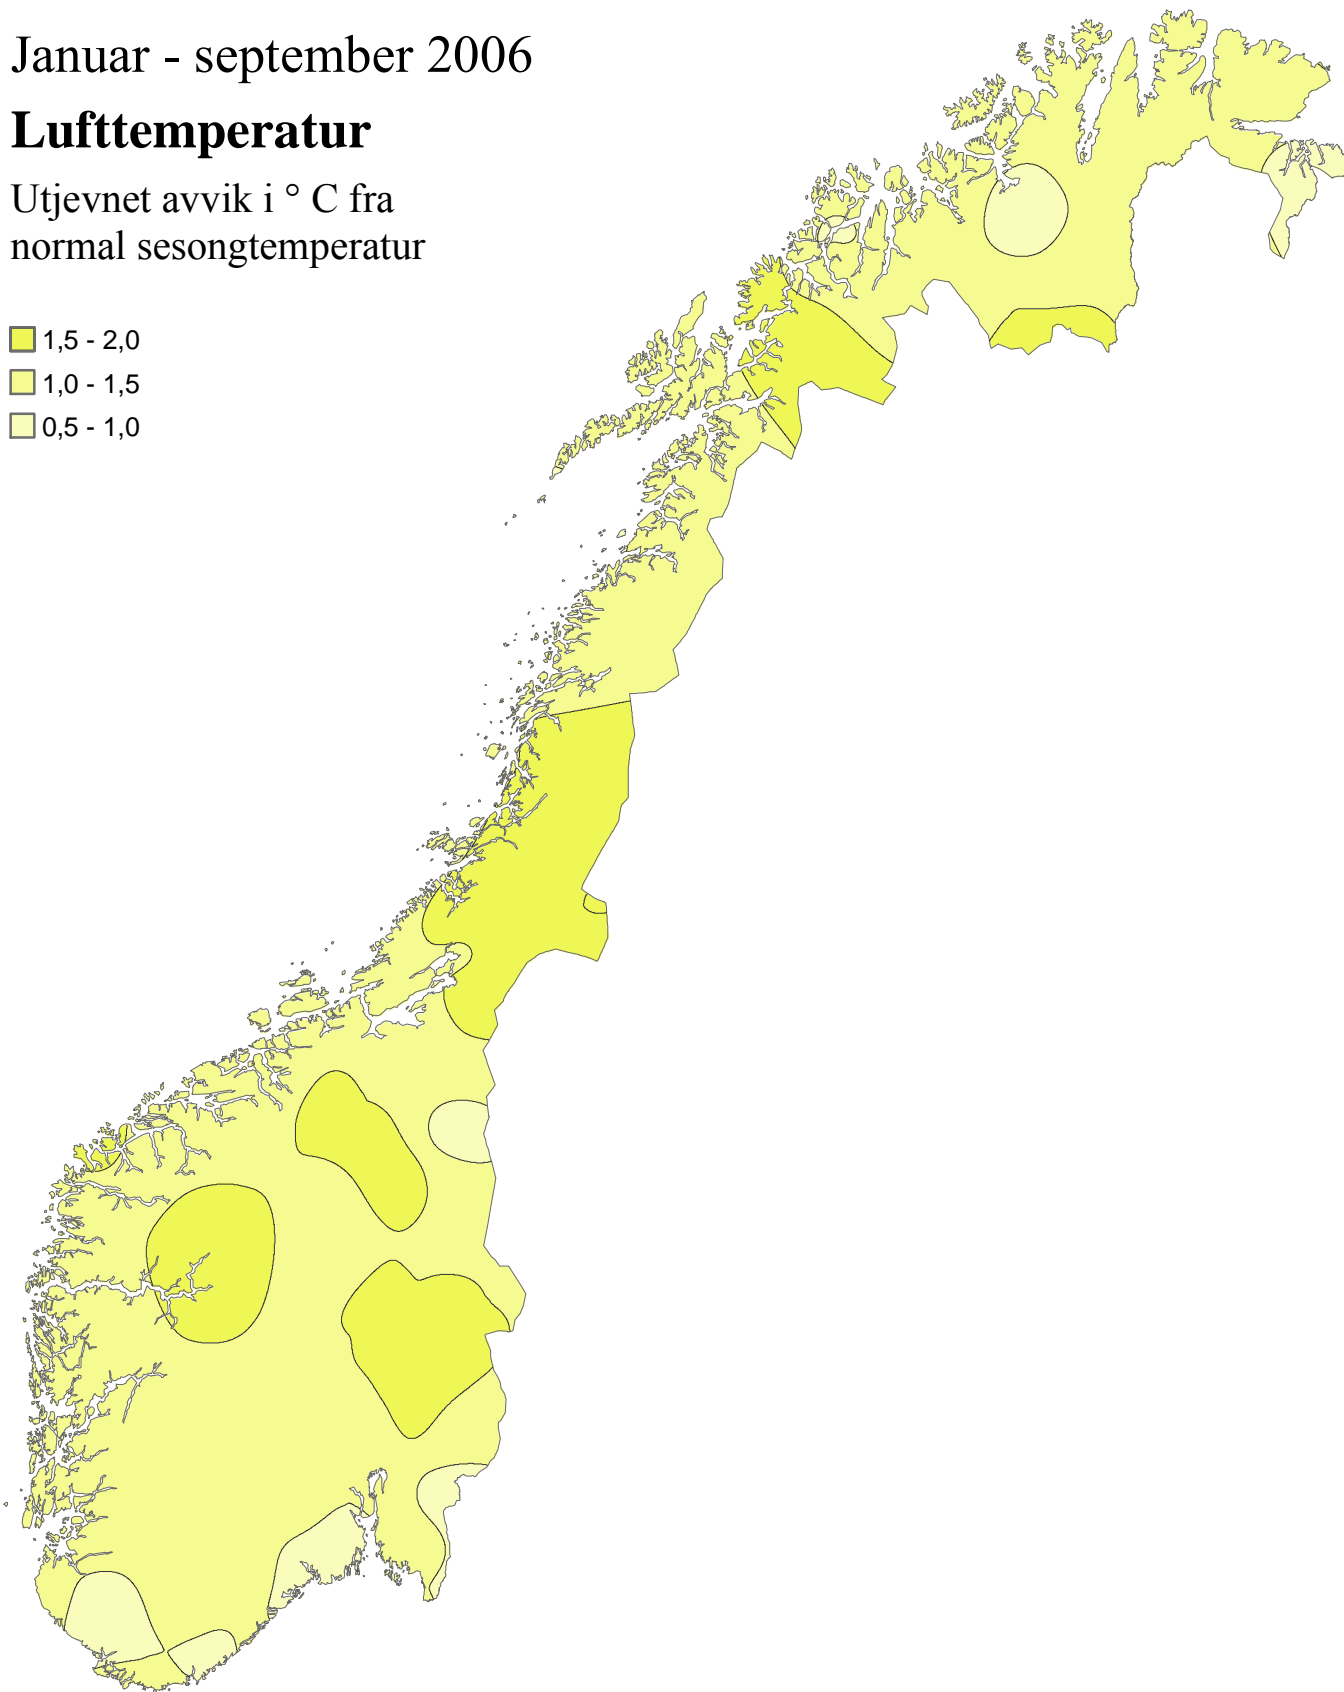 Januar - september 2006
Lufttemperatur
Utjevnet avvik i ° C fra
normal sesongtemperatur
1,5 - 2,0
1,0 - 1,5
0,5 - 1,0